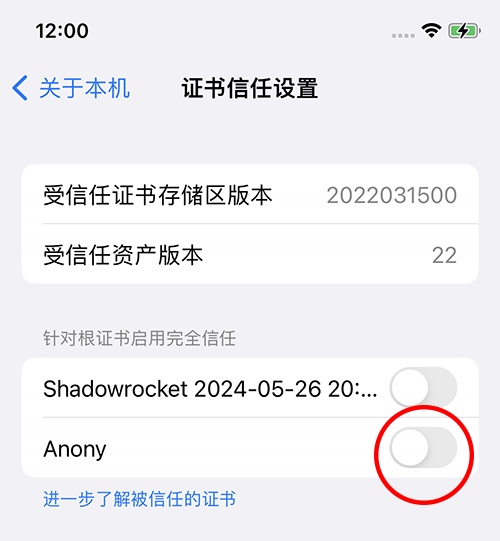 12:00
关于本机
证书信任设置
受信任证书存储区版本 2022031500
受信任资产版本 22
针对根证书启用完全信任
Shadowrocket 2024-05-26 20:...
Anony
进一步了解被信任的证书